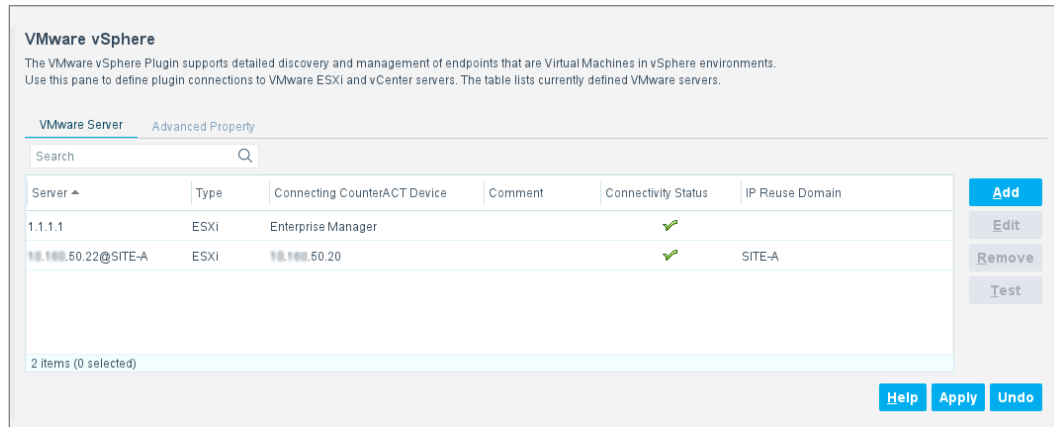 VMware vSphere
The VMware vSphere Plugin supports detailed discovery and management of endpoints that are Virtual Machines in vSphere environments.
Use this pane to define plugin connections to VMware ESXi and vCenter servers. The table lists currently defined VMware servers.
VMware Server Advanced Property
Search
Server Type Connecting CounterACT Device Comment Connectivity Status IP Reuse Domain
1.1.1.1 ESXi Enterprise Manager
.50.22@SITE-A ESXi .50.20 SITE-A
2 items (0 selected)
Add
Edit
Remove
Test
Help Apply Undo